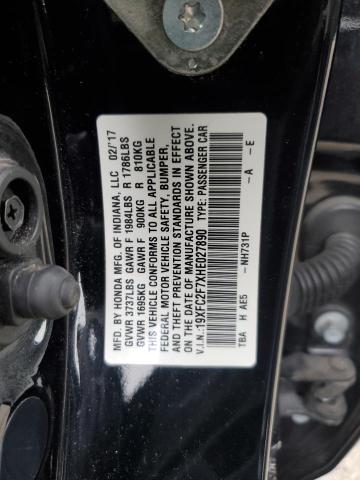 MFD. BY HONDA MFG. OF INDIANA, LLC 02/'17
GVWR 3737LBS GAWR F 1984LBS R 1786LBS
GVWR 1695KG GAWR F 900KG R 810KG
THIS VEHICLE CONFORMS TO ALL APPLICABLE
FEDERAL MOTOR VEHICLE SAFETY, BUMPER,
AND THEFT PREVENTION STANDARDS IN EFFECT
ON THE DATE OF MANUFACTURE SHOWN ABOVE.
V.I.N.:19XFC2F7XHE027890 TYPE: PASSENGER CAR
TBA H AE5 -NH731P -A -E